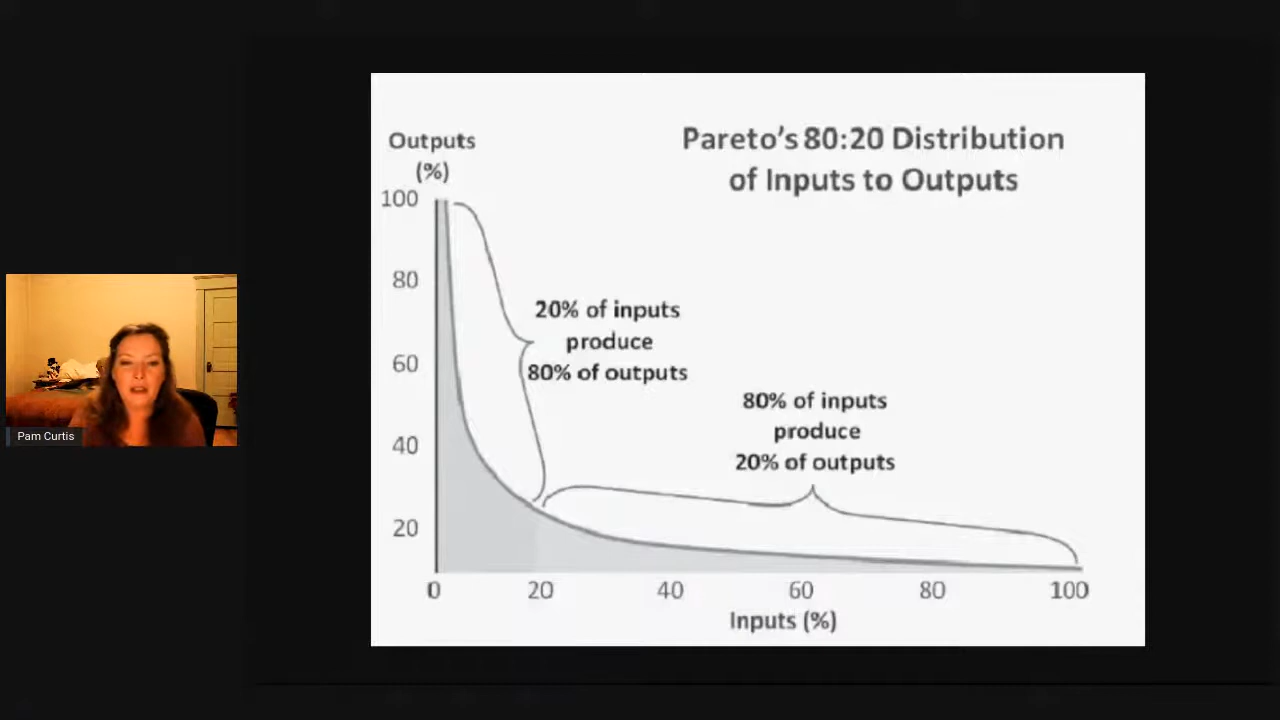 Pareto's 80:20 Distribution
of Inputs to Outputs
Outputs
(%)
100
80
60
40
20
20% of inputs
produce
80% of outputs
80% of inputs
produce
20% of outputs
0 20 40 60 80 100
Inputs (%)
Pam Curtis